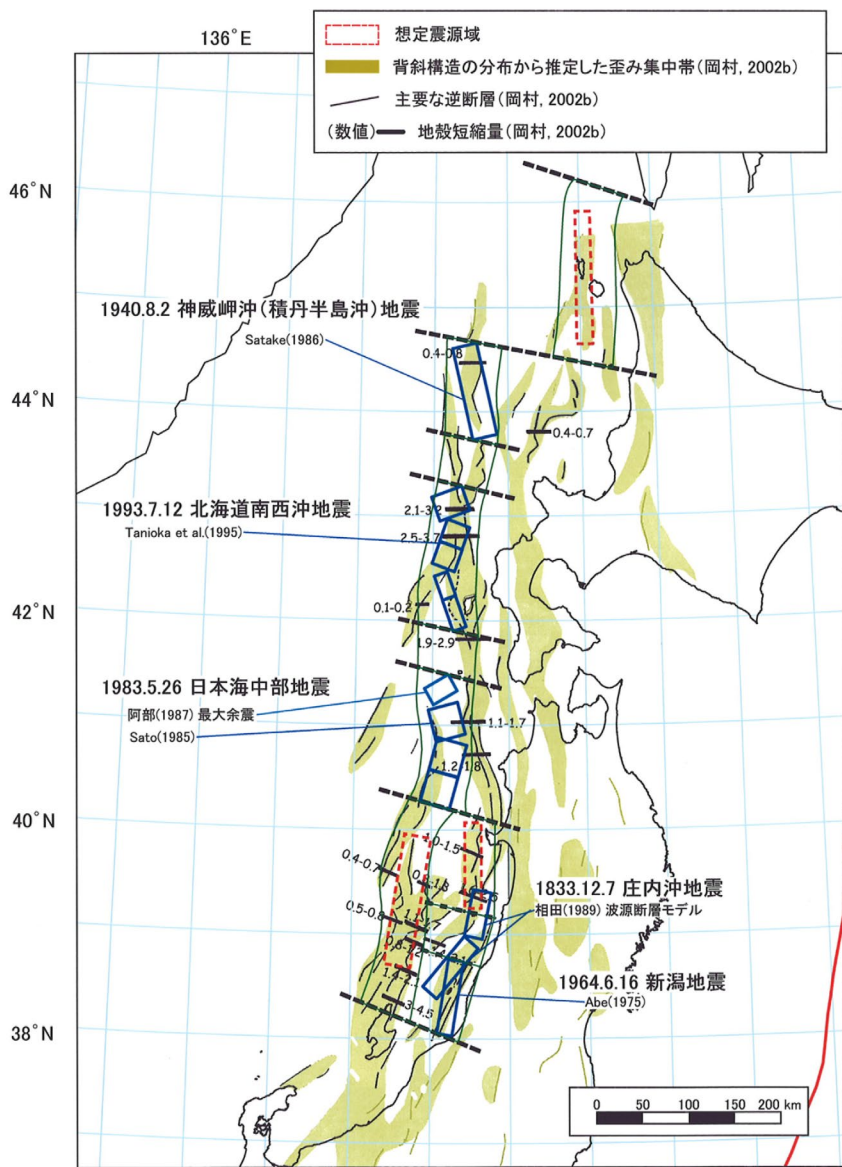 136°E
想定震源域
背斜構造の分布から推定した歪み集中帯(岡村, 2002b)
主要な逆断層(岡村, 2002b)
(数値) 地殻短縮量(岡村, 2002b)
46°N
1940.8.2 神威岬沖(積丹半島沖)地震
Satake(1986)
0.4-0.8
44°N
0.4-0.7
1993.7.12 北海道南西沖地震
Tanioka et al.(1995)
2.1-3.2
2.5-3.7
42°N
0.1-0.2
1.9-2.9
1983.5.26 日本海中部地震
阿部(1987) 最大余震
Sato(1985)
1.1-1.7
1.2-1.8
40°N
1.0-1.5
0.4-0.7
1833.12.7 庄内沖地震
相田(1989) 波源断層モデル
0.5-0.8
1964.6.16 新潟地震
Abe(1975)
38°N
0 50 100 150 200 km